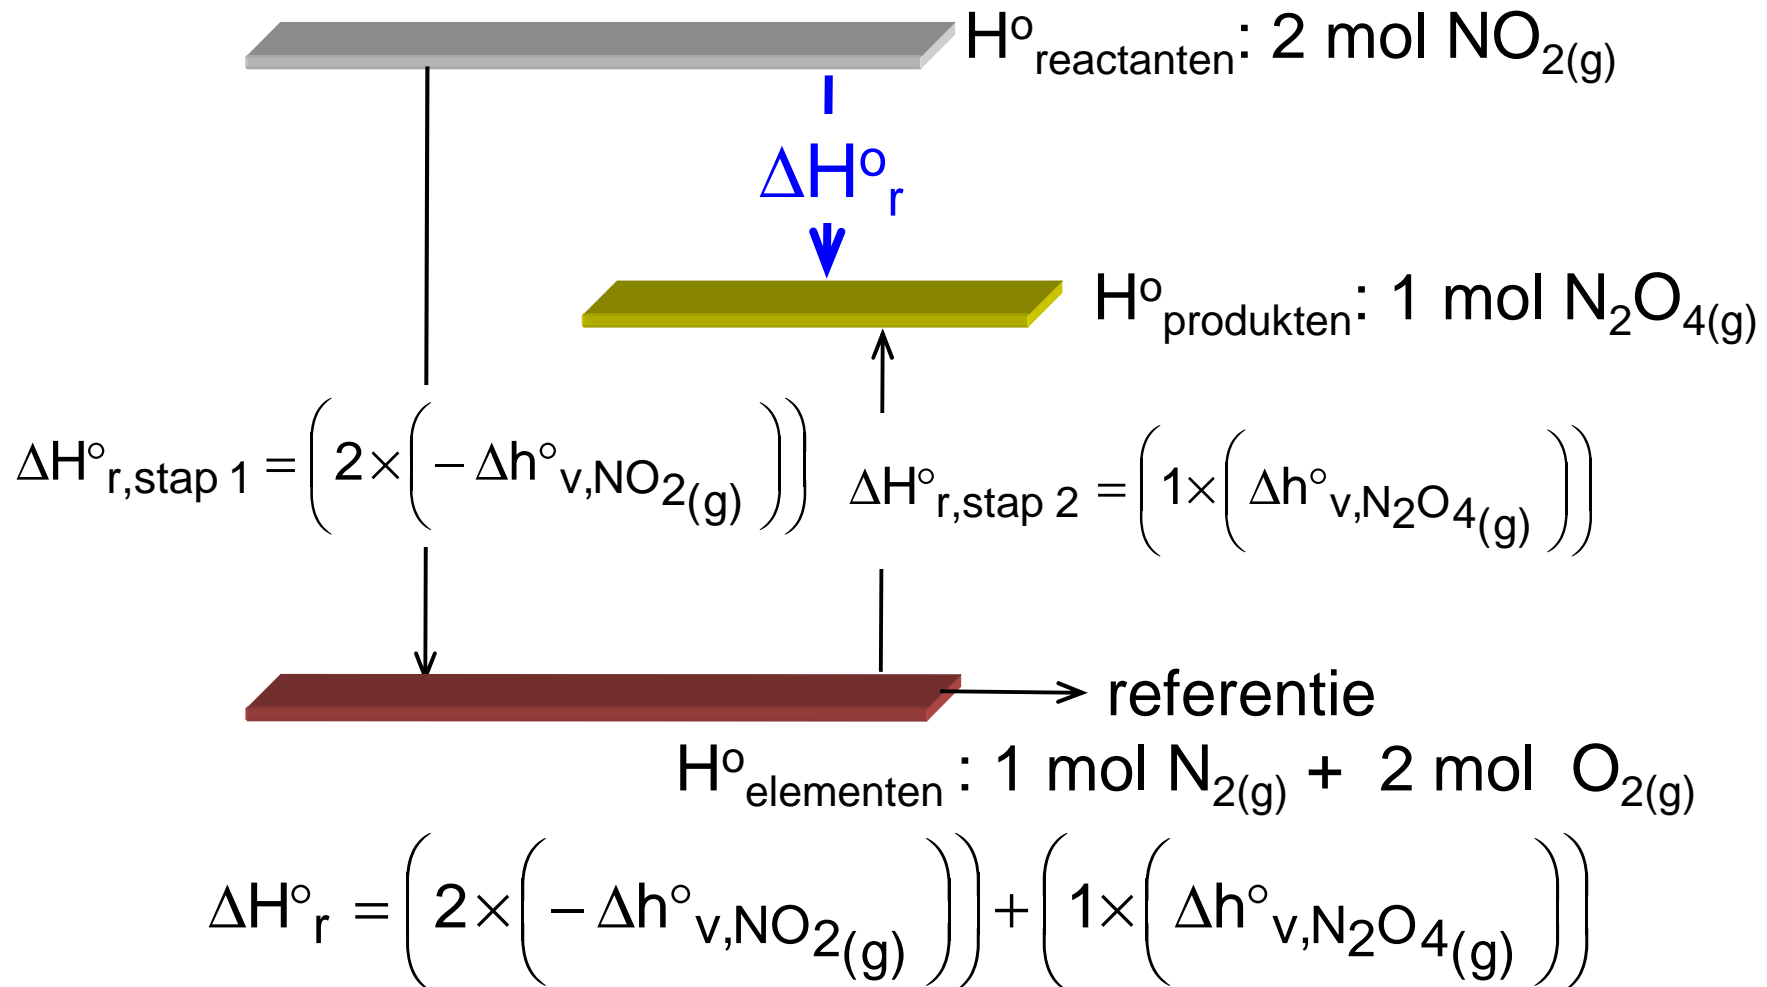 H°reactanten: 2 mol NO2(g)
ΔH°r
H°produkten: 1 mol N2O4(g)
ΔH°r,stap 1 = (2×(−Δh°v,NO2(g)))
ΔH°r,stap 2 = (1×(Δh°v,N2O4(g)))
referentie
H°elementen : 1 mol N2(g) + 2 mol O2(g)
ΔH°r = (2×(−Δh°v,NO2(g)))+(1×(Δh°v,N2O4(g)))